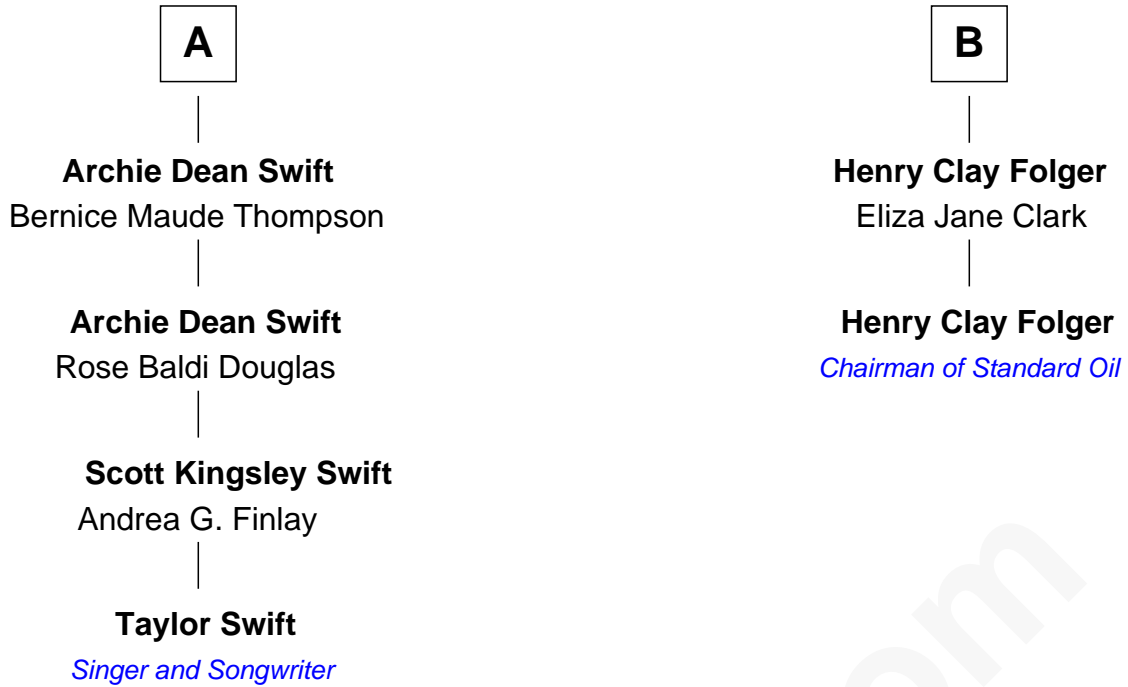 A
Archie Dean Swift
Bernice Maude Thompson
Archie Dean Swift
Rose Baldi Douglas
Scott Kingsley Swift
Andrea G. Finlay
Taylor Swift
Singer and Songwriter
B
Henry Clay Folger
Eliza Jane Clark
Henry Clay Folger
Chairman of Standard Oil
om